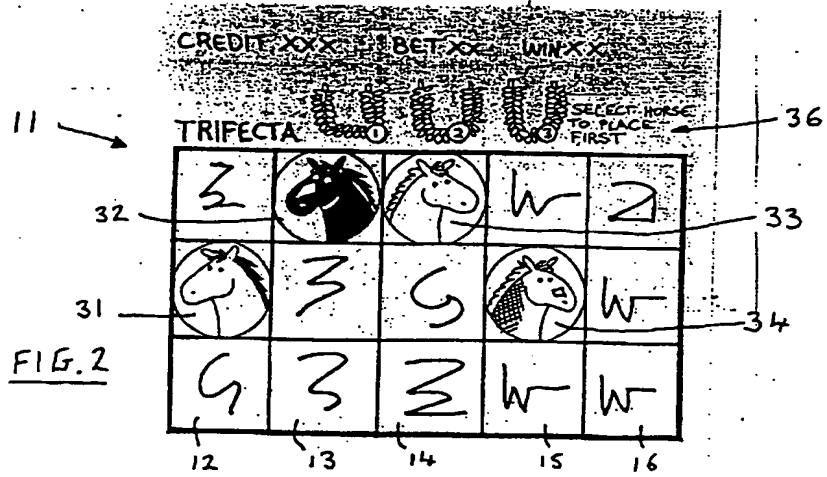 CREDIT XXX BET XX WIN XX
1 2 3 SELECT HORSE
TO PLACE
FIRST
TRIFECTA
11
36
32
33
31
34
FIG. 2
12 13 14 15 16